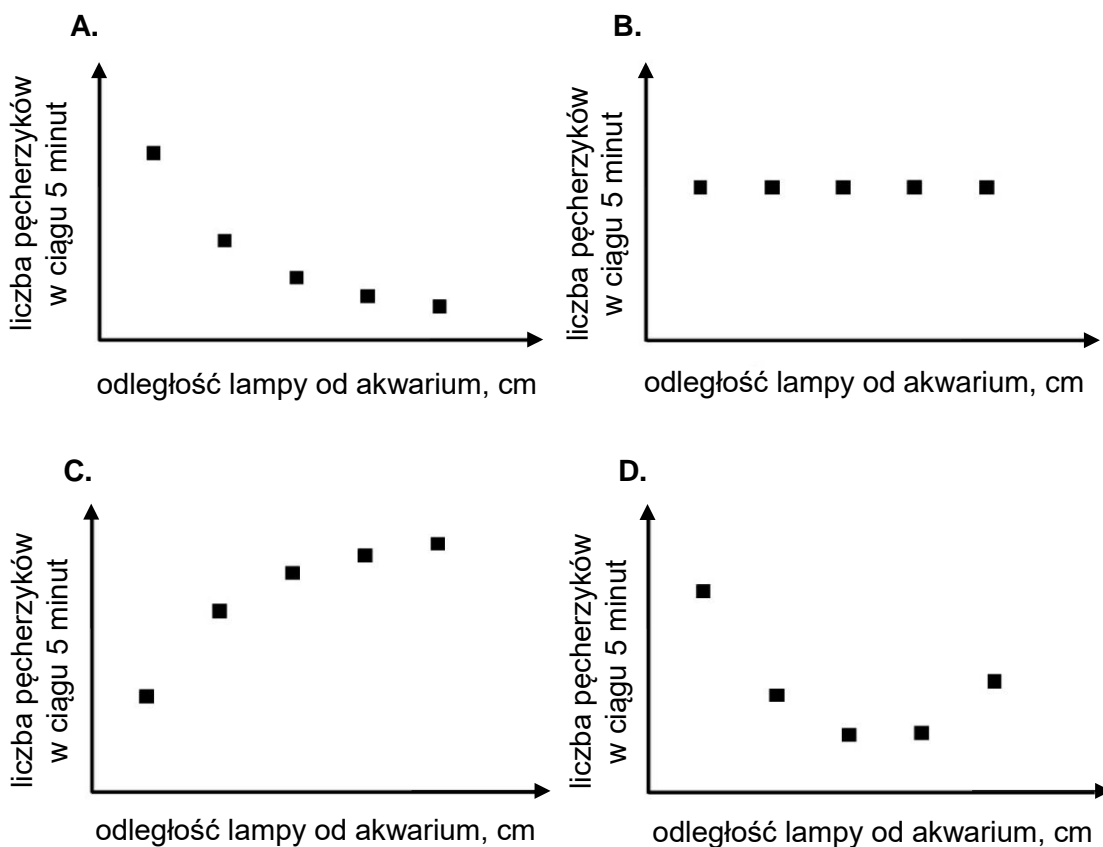 A.
liczba pęcherzyków
w ciągu 5 minut
odległość lampy od akwarium, cm
B.
liczba pęcherzyków
w ciągu 5 minut
odległość lampy od akwarium, cm
C.
liczba pęcherzyków
w ciągu 5 minut
odległość lampy od akwarium, cm
D.
liczba pęcherzyków
w ciągu 5 minut
odległość lampy od akwarium, cm